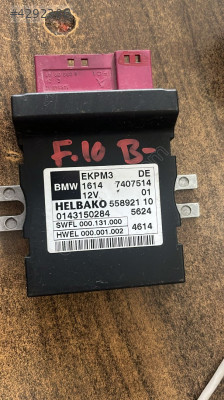 F.10 B-
EKPM3 DE
BMW 1614 7407514
12V 01
HELBAKO 558921 10
0143150284 5624
SWFL 000.131.000
HWEL 000.001.002 4614